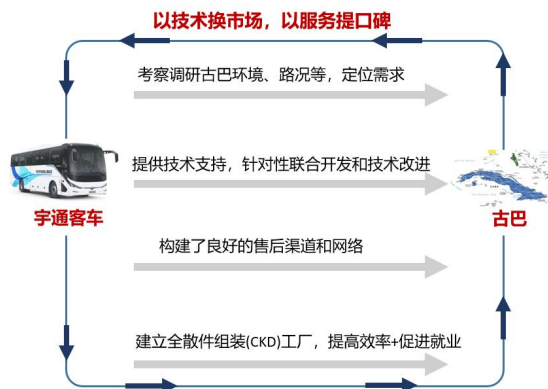 以技术换市场，以服务提口碑
考察调研古巴环境、路况等，定位需求
提供技术支持，针对性联合开发和技术改进
宇通客车
古巴
构建了良好的售后渠道和网络
建立全散件组装(CKD)工厂，提高效率+促进就业